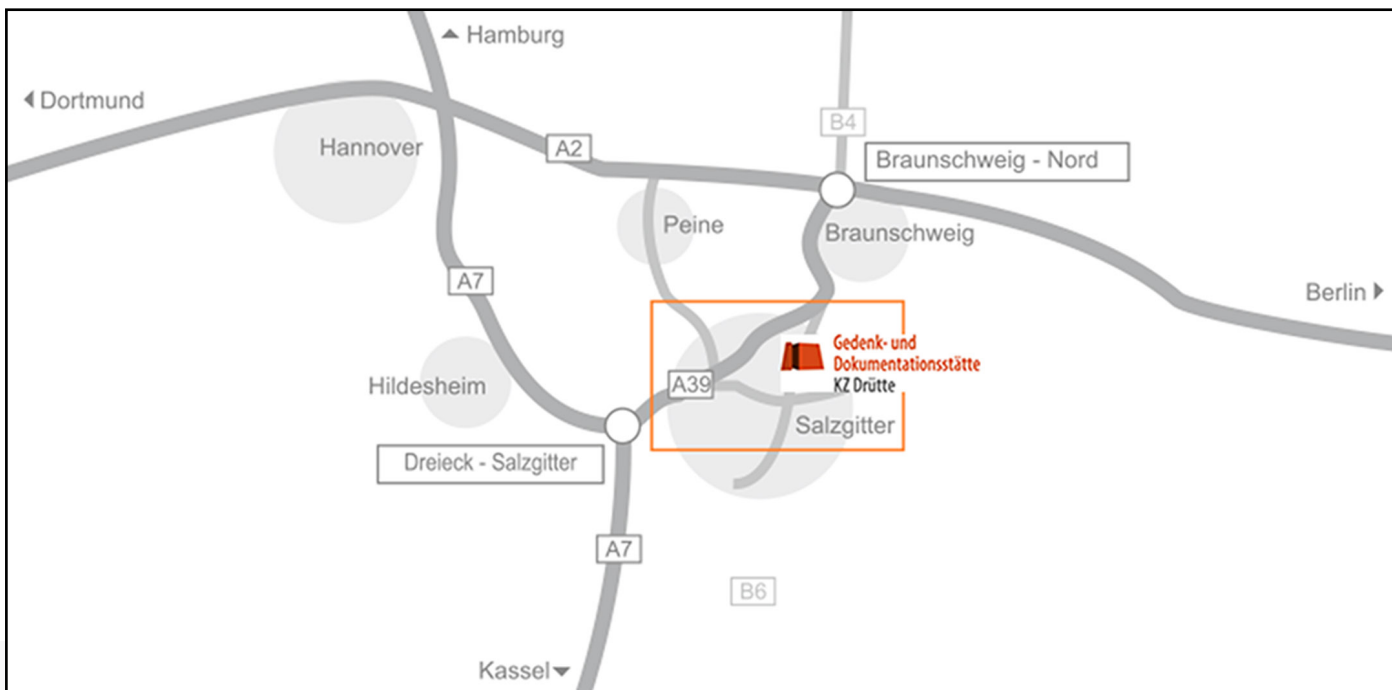 Hamburg
Dortmund
B4
Hannover
A2
Braunschweig - Nord
Peine
Braunschweig
A7
Berlin
Gedenk- und
Dokumentationsstätte
KZ Drütte
Hildesheim
A39
Salzgitter
Dreieck - Salzgitter
A7
B6
Kassel